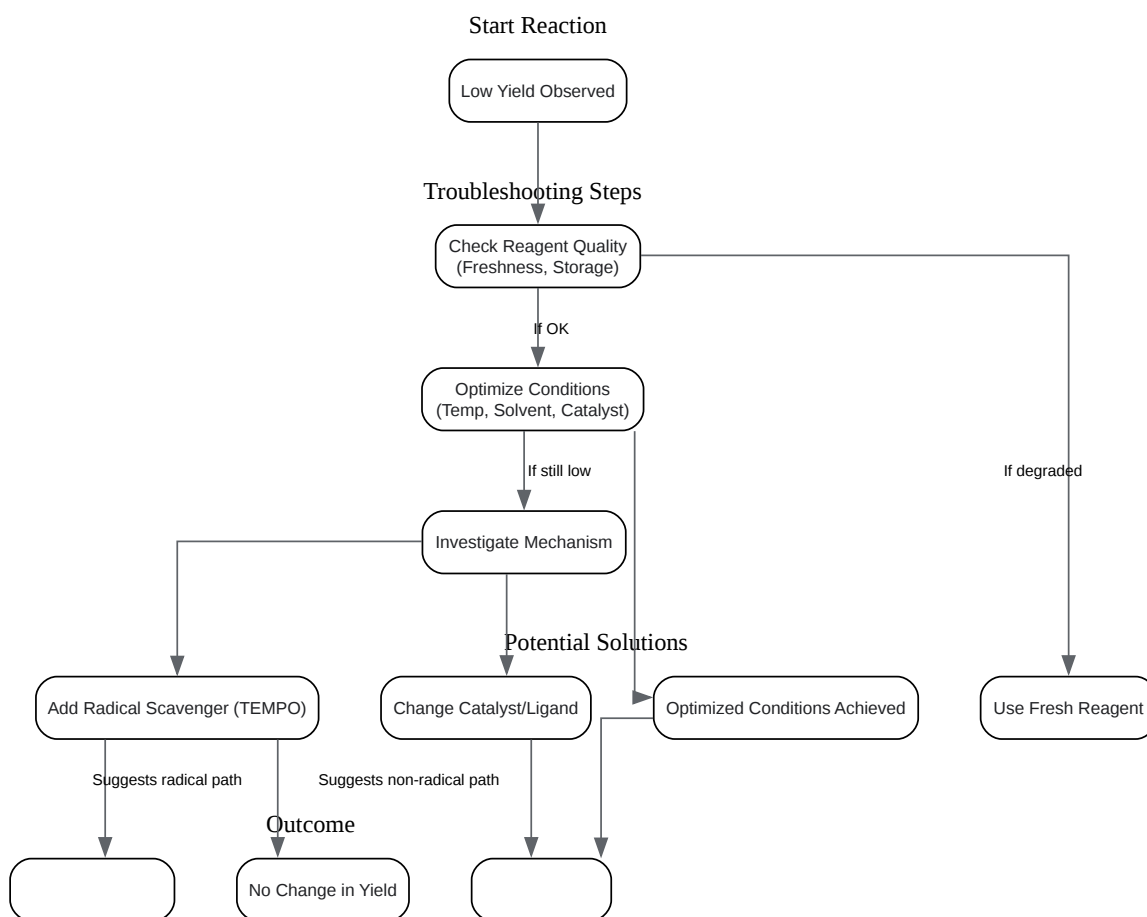 Start Reaction
Low Yield Observed
Troubleshooting Steps
Check Reagent Quality
(Freshness, Storage)
If OK
Optimize Conditions
(Temp, Solvent, Catalyst)
If still low
If degraded
Investigate Mechanism
Potential Solutions
Add Radical Scavenger (TEMPO)
Change Catalyst/Ligand
Optimized Conditions Achieved
Use Fresh Reagent
Suggests radical path
Suggests non-radical path
Outcome
No Change in Yield